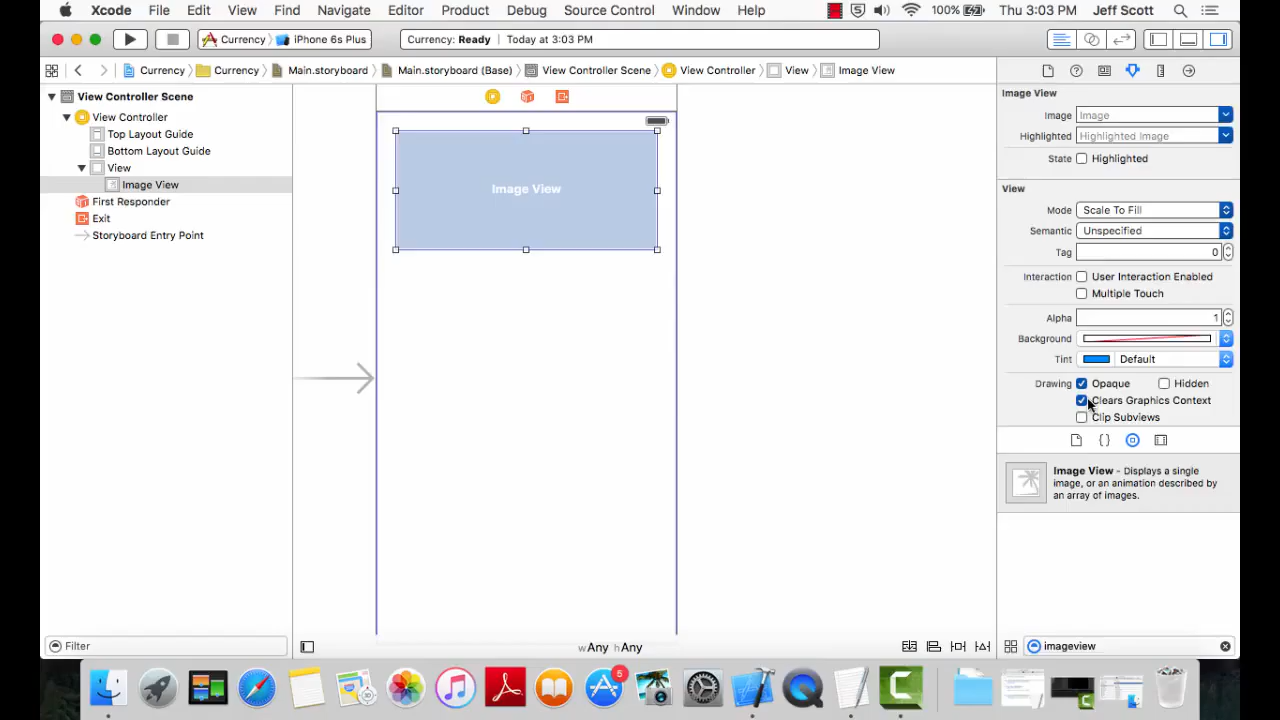 Xcode File Edit View Find Navigate Editor Product Debug Source Control Window Help 100% Thu 3:03 PM Jeff Scott
Currency iPhone 6s Plus Currency: Ready Today at 3:03 PM
Currency Currency Main.storyboard Main.storyboard (Base) View Controller Scene View Controller View Image View
View Controller Scene
View Controller
Top Layout Guide
Bottom Layout Guide
View
Image View
First Responder
Exit
Storyboard Entry Point
Filter
Image View
wAny hAny
Image View
Image Image
Highlighted Highlighted Image
State Highlighted
View
Mode Scale To Fill
Semantic Unspecified
Tag 0
Interaction User Interaction Enabled
Multiple Touch
Alpha 1
Background
Tint Default
Drawing Opaque Hidden
Clears Graphics Context
Clip Subviews
{}
Image View - Displays a single
image, or an animation described by
an array of images.
imageview
5